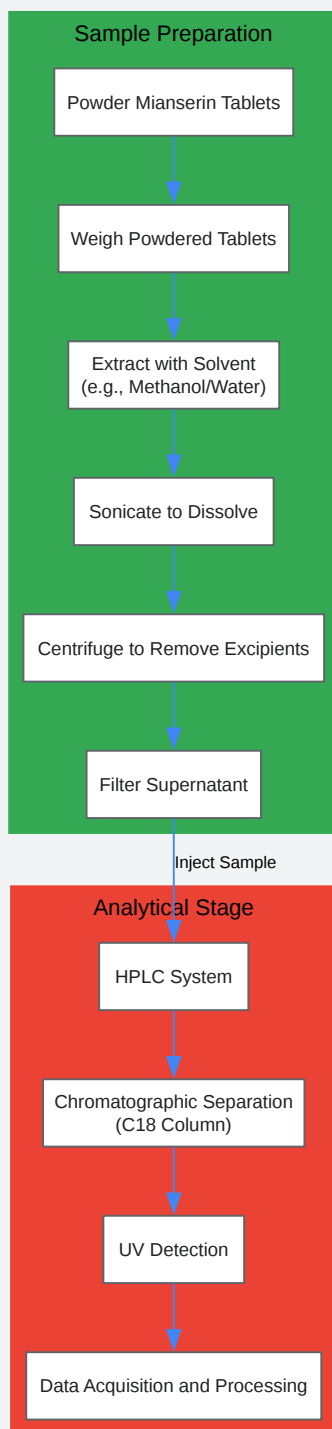 Sample Preparation
Powder Mianserin Tablets
Weigh Powdered Tablets
Extract with Solvent
(e.g., Methanol/Water)
Sonicate to Dissolve
Centrifuge to Remove Excipients
Filter Supernatant
Inject Sample
Analytical Stage
HPLC System
Chromatographic Separation
(C18 Column)
UV Detection
Data Acquisition and Processing